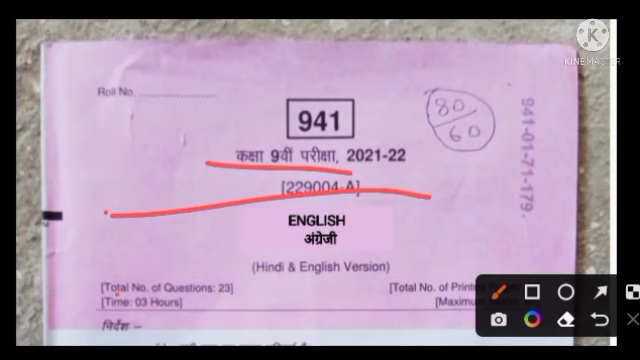 KINEMASTER
Roll No. ........................
941
80
60
कक्षा 9वीं परीक्षा, 2021-22
[229004-A]
941-01-71-179.
ENGLISH
अंग्रेजी
(Hindi & English Version)
[Total No. of Questions: 23]
[Total No. of Printed
[Time: 03 Hours]
[Maximum
निर्देश –